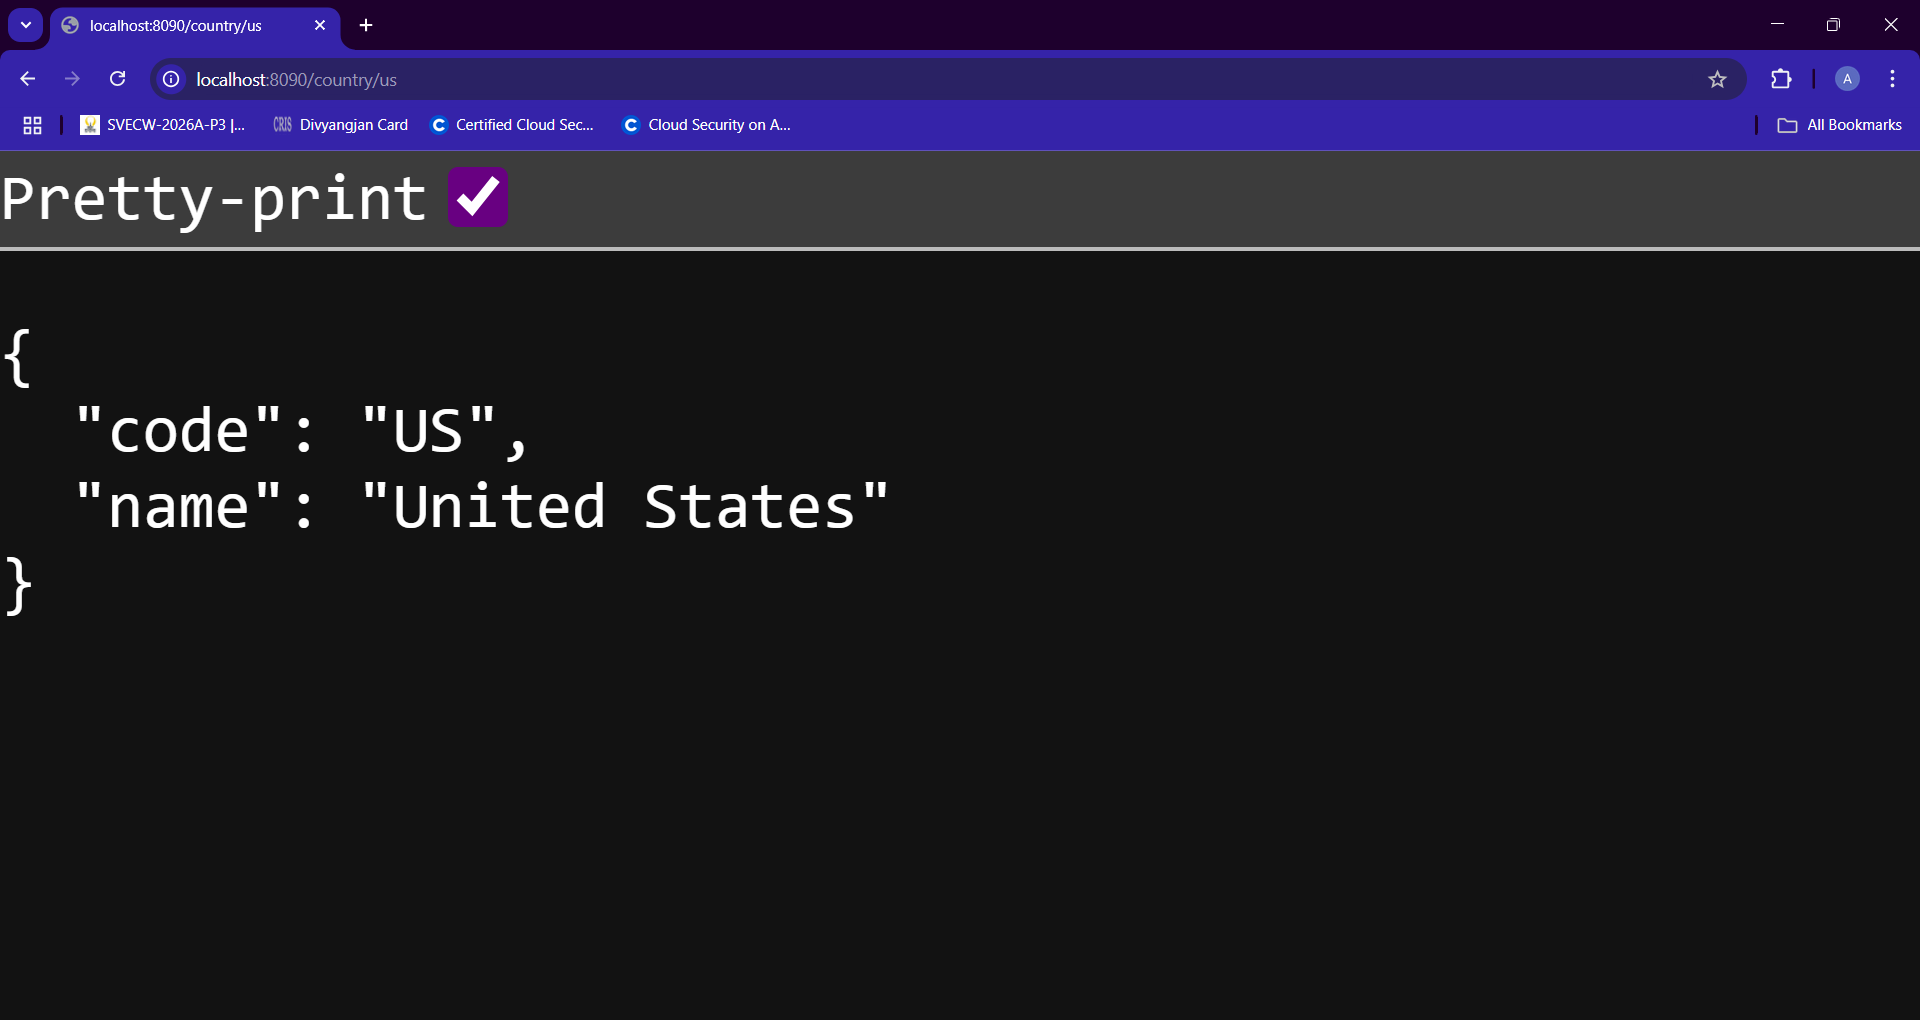 localhost:8090/country/us
localhost:8090/country/us
A
SVECW-2026A-P3 |...
CRIS Divyangjan Card
C Certified Cloud Sec...
C Cloud Security on A...
All Bookmarks
Pretty-print
{
  "code": "US",
  "name": "United States"
}